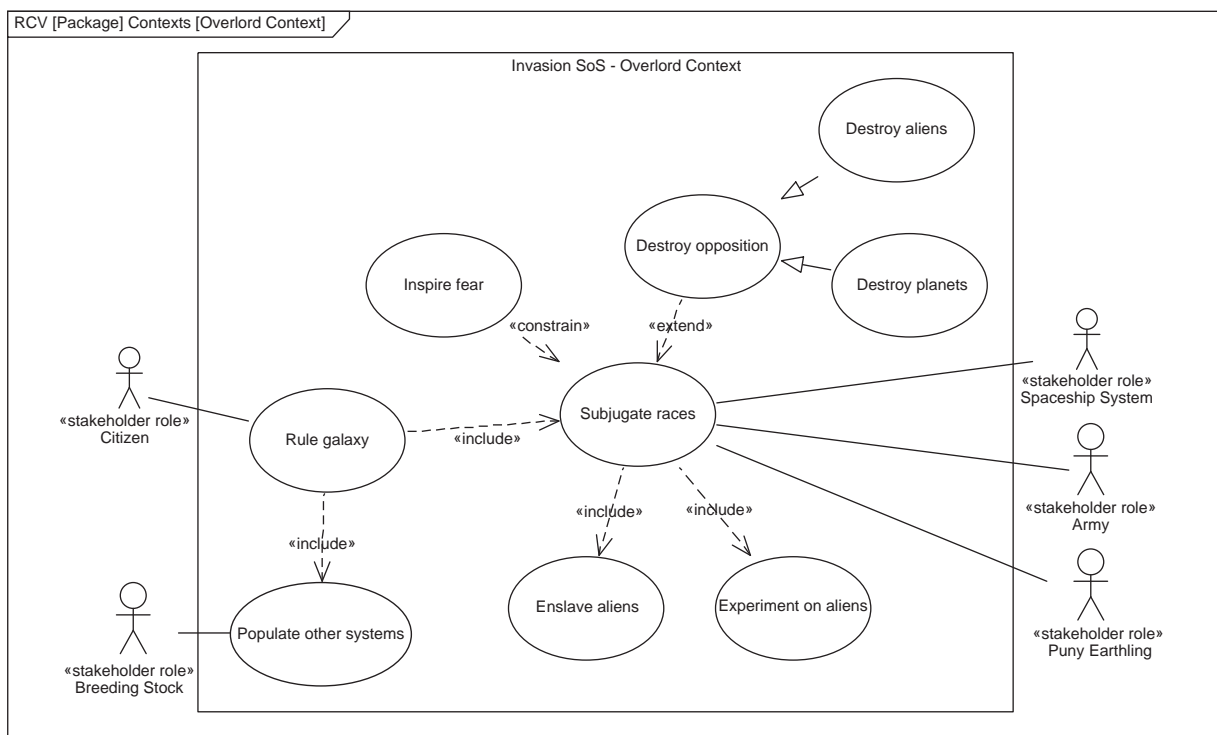 RCV [Package] Contexts [Overlord Context]
Invasion SoS - Overlord Context
Destroy aliens
Destroy opposition
Inspire fear
Destroy planets
«constrain»
«extend»
«stakeholder role»
Spaceship System
«stakeholder role»
Citizen
Subjugate races
Rule galaxy
«include»
«stakeholder role»
Army
«include»
«include»
«include»
Enslave aliens
Experiment on aliens
Populate other systems
«stakeholder role»
Puny Earthling
«stakeholder role»
Breeding Stock